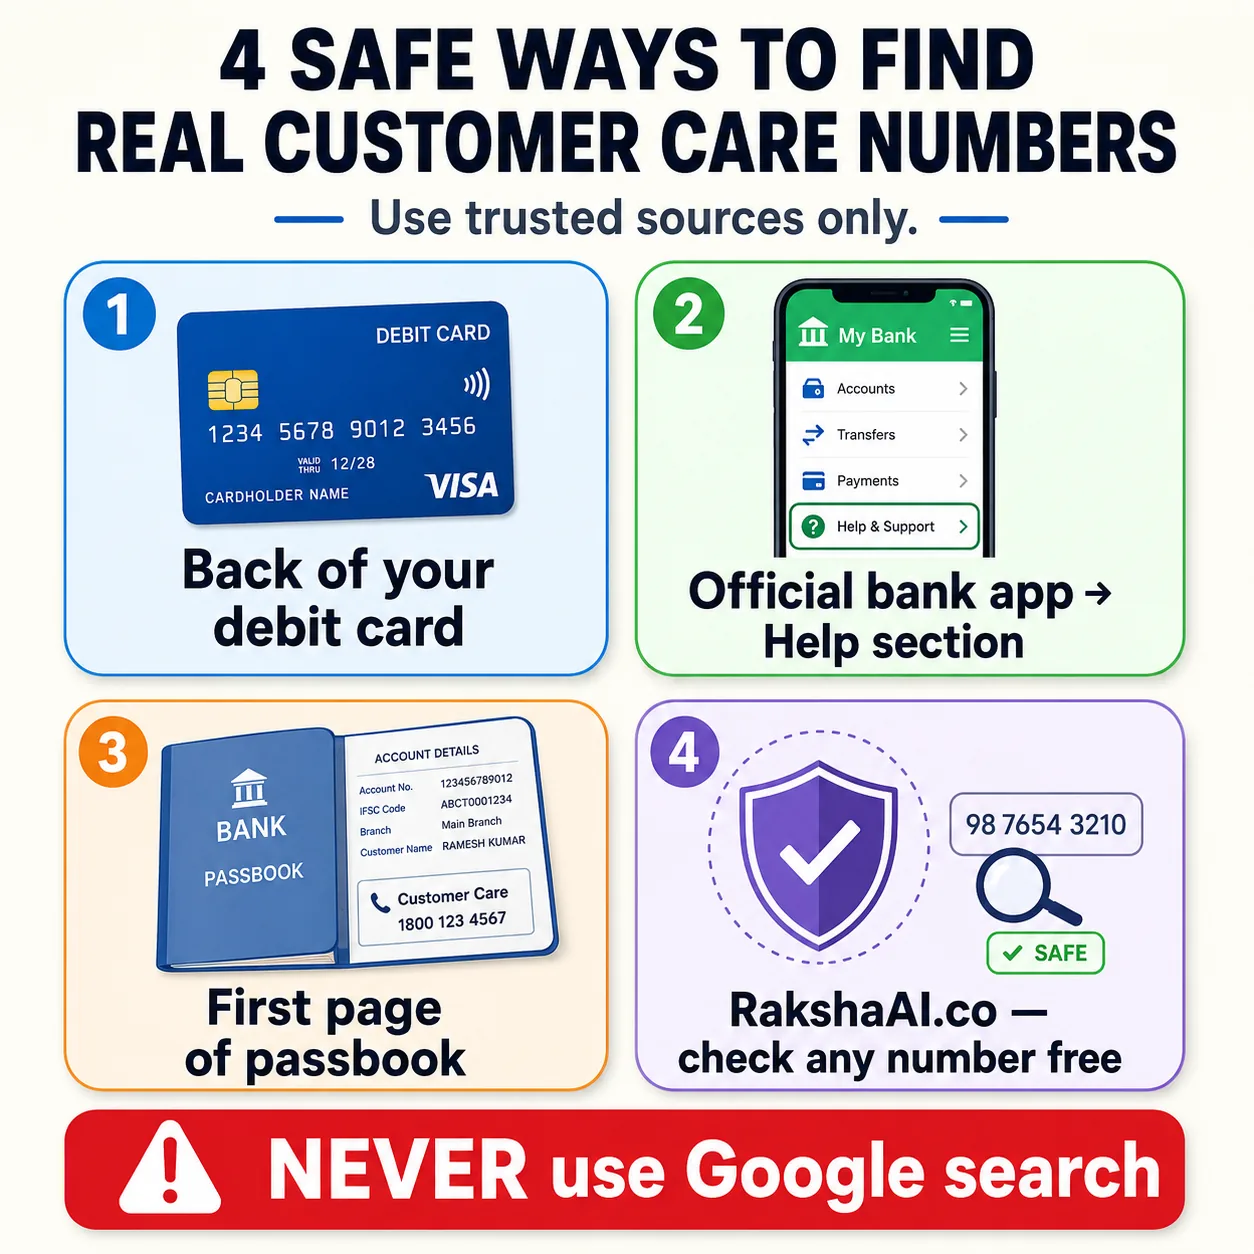 4 SAFE WAYS TO FIND
REAL CUSTOMER CARE NUMBERS
Use trusted sources only.
1
DEBIT CARD
1234 5678 9012 3456
VALID
THRU 12/28
CARDHOLDER NAME
VISA
Back of your
debit card
2
My Bank
Accounts
Transfers
Payments
? Help & Support
Official bank app →
Help section
3
BANK
PASSBOOK
ACCOUNT DETAILS
Account No. 123456789012
IFSC Code ABCT0001234
Branch Main Branch
Customer Name RAMESH KUMAR
Customer Care
1800 123 4567
First page
of passbook
4
98 7654 3210
✓ SAFE
RakshaAI.co —
check any number free
NEVER use Google search